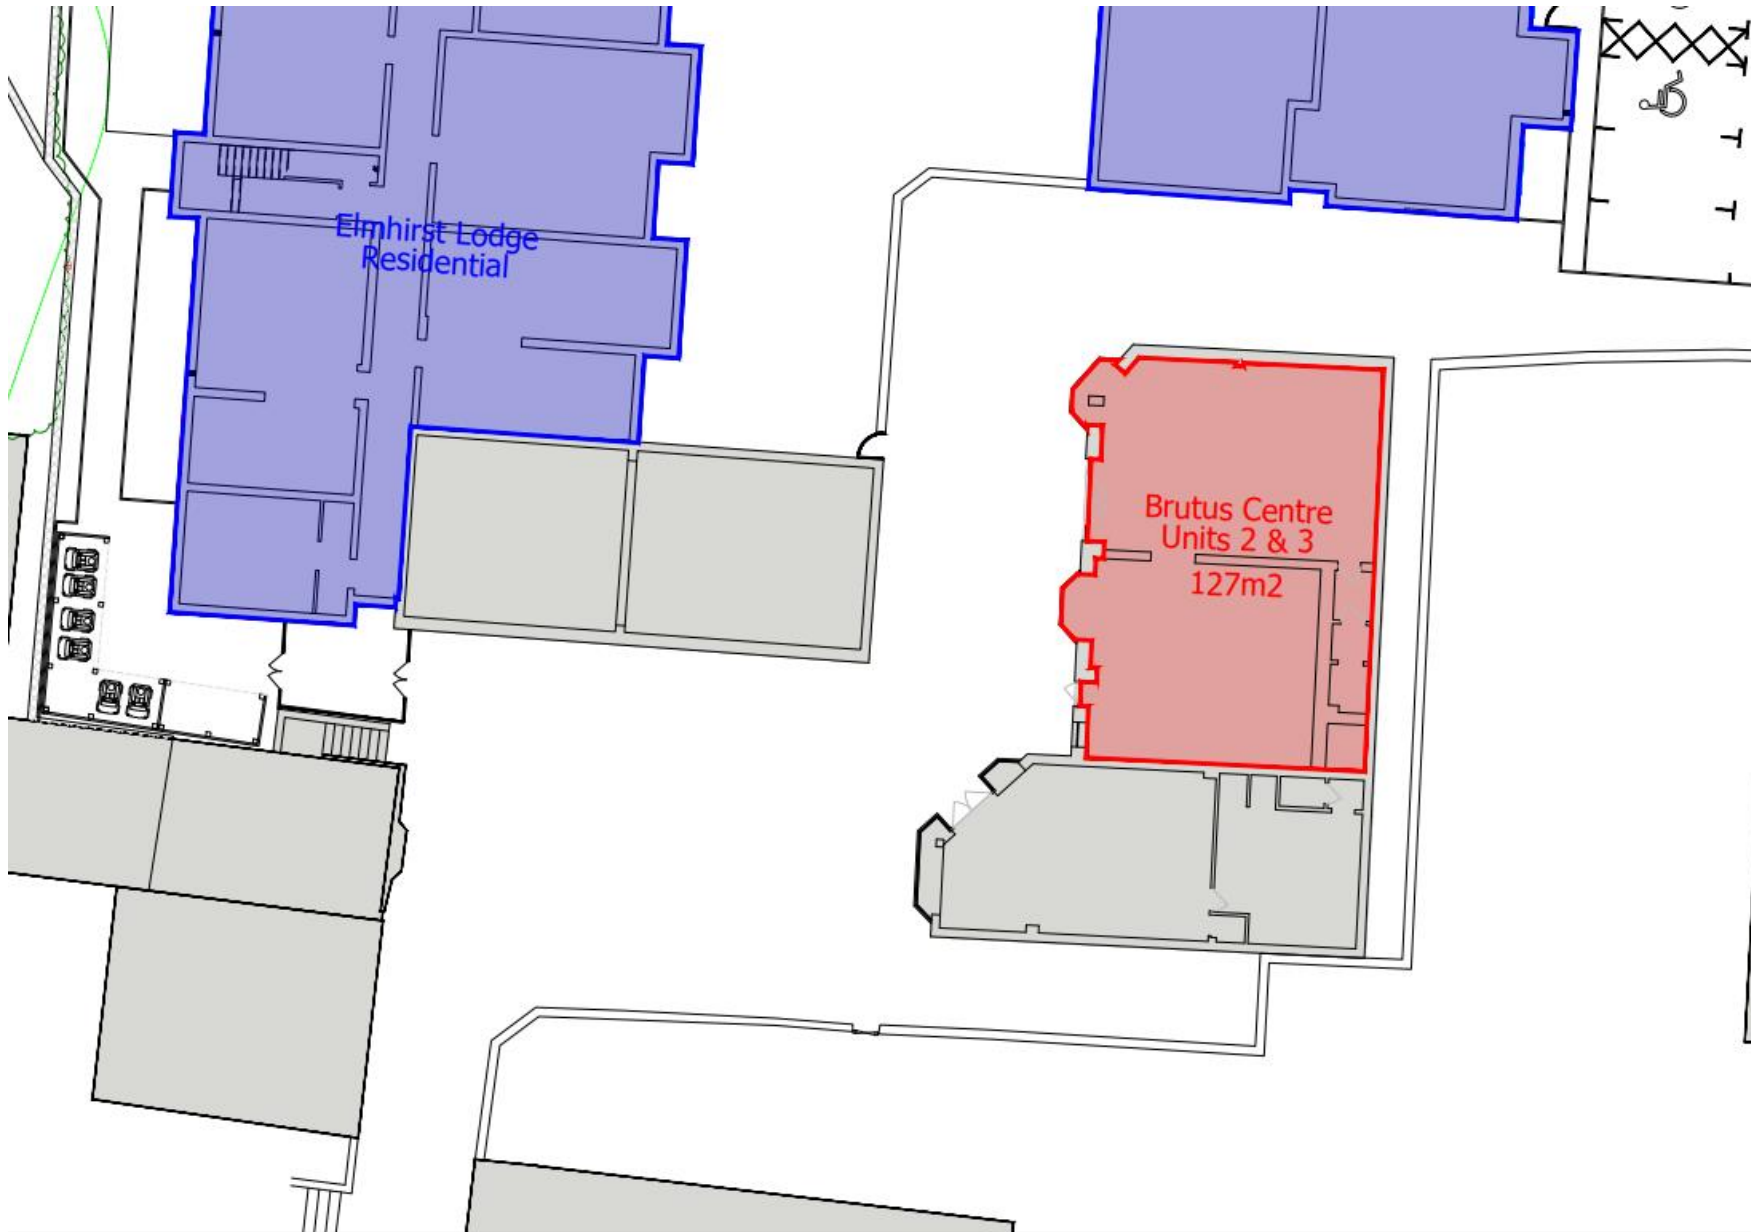 Elmhirst Lodge
Residential
Brutus Centre
Units 2 & 3
127m2